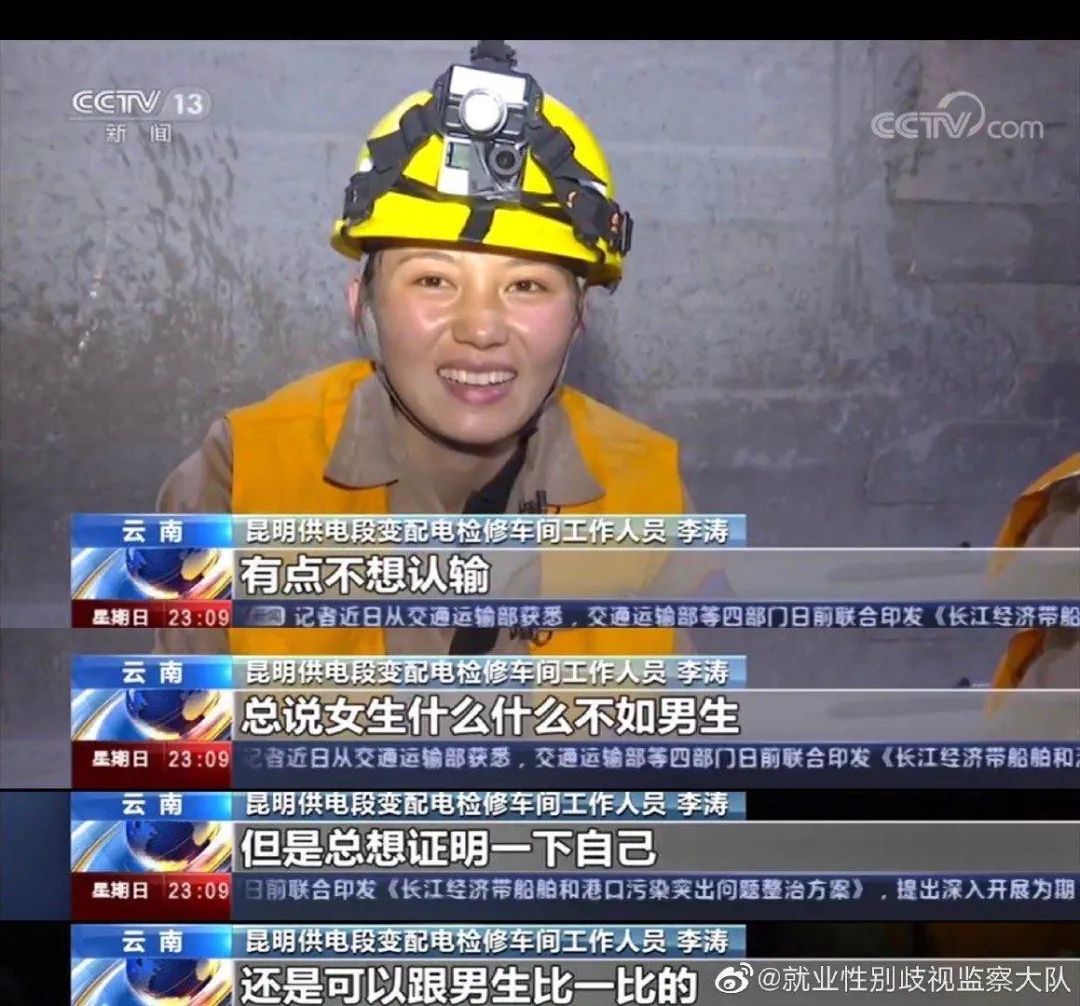 CCTV 13
新闻
CCTV.com
云南
昆明供电段变配电检修车间工作人员 李涛
有点不想认输
星期日 23:09
记者近日从交通运输部获悉，交通运输部等四部门日前联合印发《长江经济带船
云南
昆明供电段变配电检修车间工作人员 李涛
总说女生什么什么不如男生
星期日 23:09
记者近日从交通运输部获悉，交通运输部等四部门日前联合印发《长江经济带船舶和
云南
昆明供电段变配电检修车间工作人员 李涛
但是总想证明一下自己
星期日 23:09
日前联合印发《长江经济带船舶和港口污染突出问题整治方案》，提出深入开展为期
云南
昆明供电段变配电检修车间工作人员 李涛
还是可以跟男生比一比的
@就业性别歧视监察大队